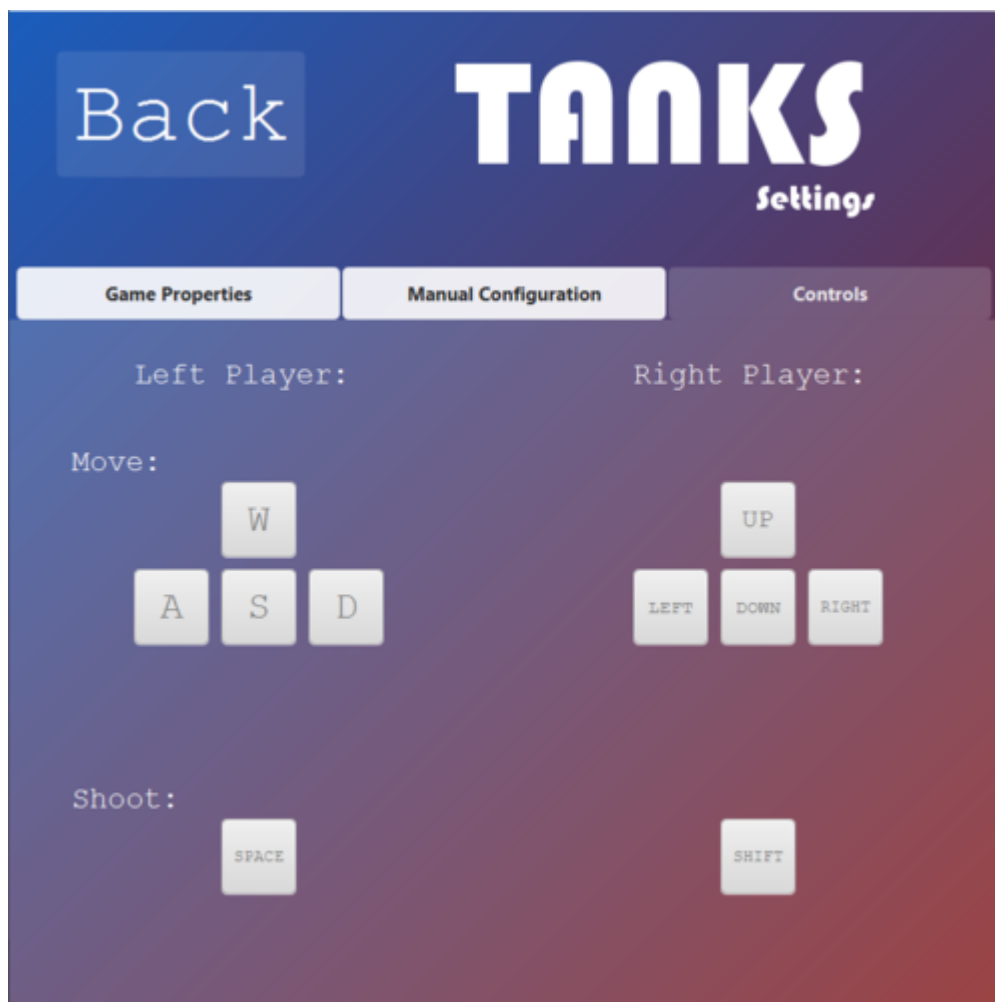 Back
TANKS
Settings
Game Properties
Manual Configuration
Controls
Left Player:
Right Player:
Move:
W
UP
A
S
D
LEFT
DOWN
RIGHT
Shoot:
SPACE
SHIFT